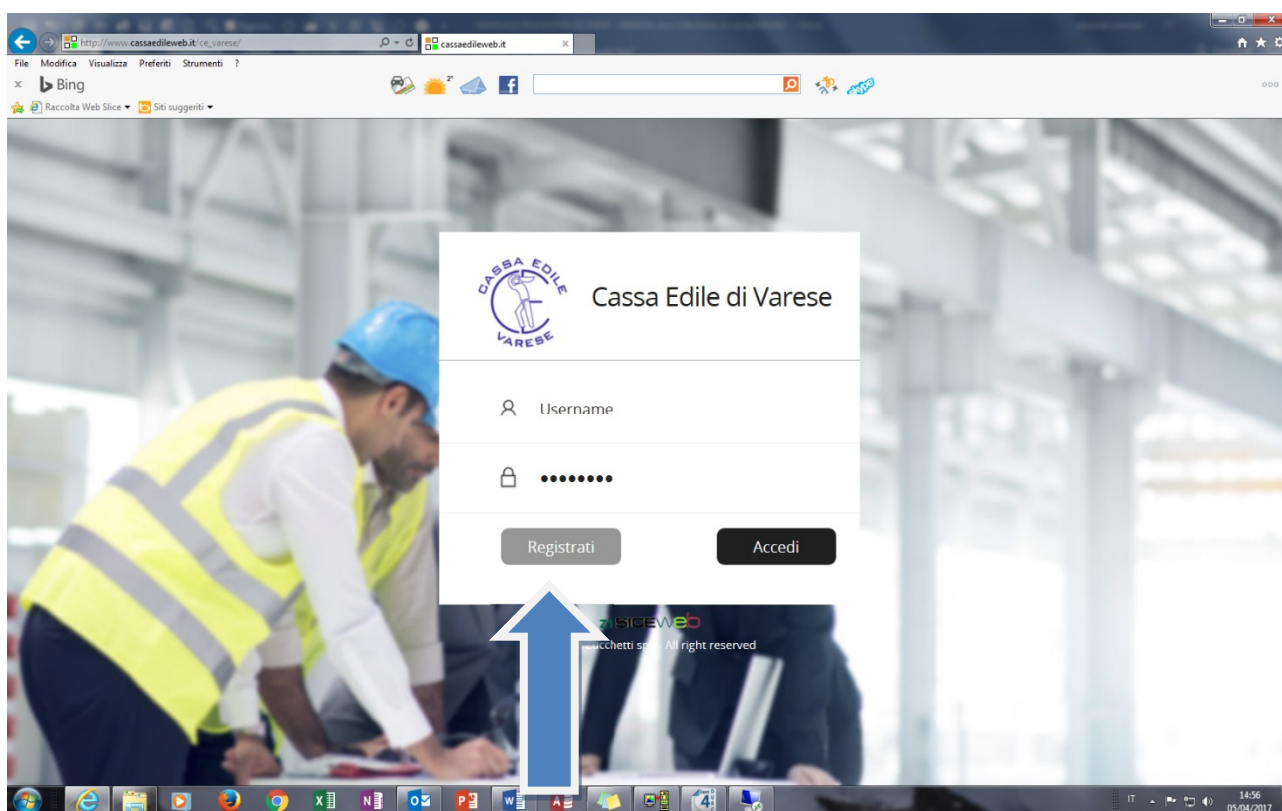 http://www.cassaedileweb.it/ce_varese/
cassaedileweb.it
File Modifica Visualizza Preferiti Strumenti ?
x Bing
Raccolta Web Slice Siti suggeriti
CASSA EDILE
VARESE
Cassa Edile di Varese
Username
Registrati
Accedi
SICEWeb
All right reserved
IT
14:56
05/04/2017